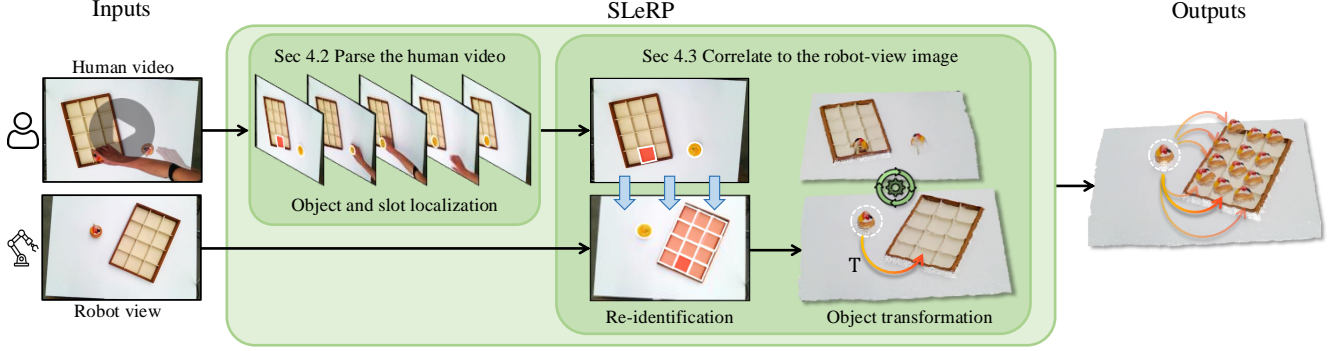 Inputs
SLeRP
Outputs
Sec 4.2 Parse the human video
Sec 4.3 Correlate to the robot-view image
Human video
Object and slot localization
T
Robot view
Re-identification
Object transformation